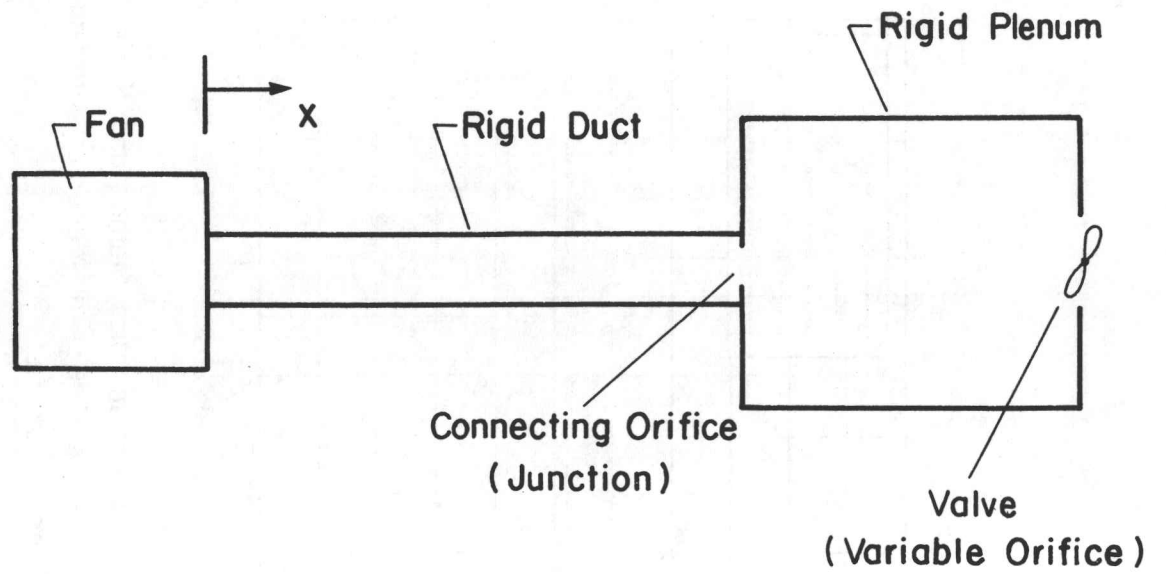 Rigid Plenum
Fan
X
Rigid Duct
Connecting Orifice
(Junction)
Valve
(Variable Orifice)